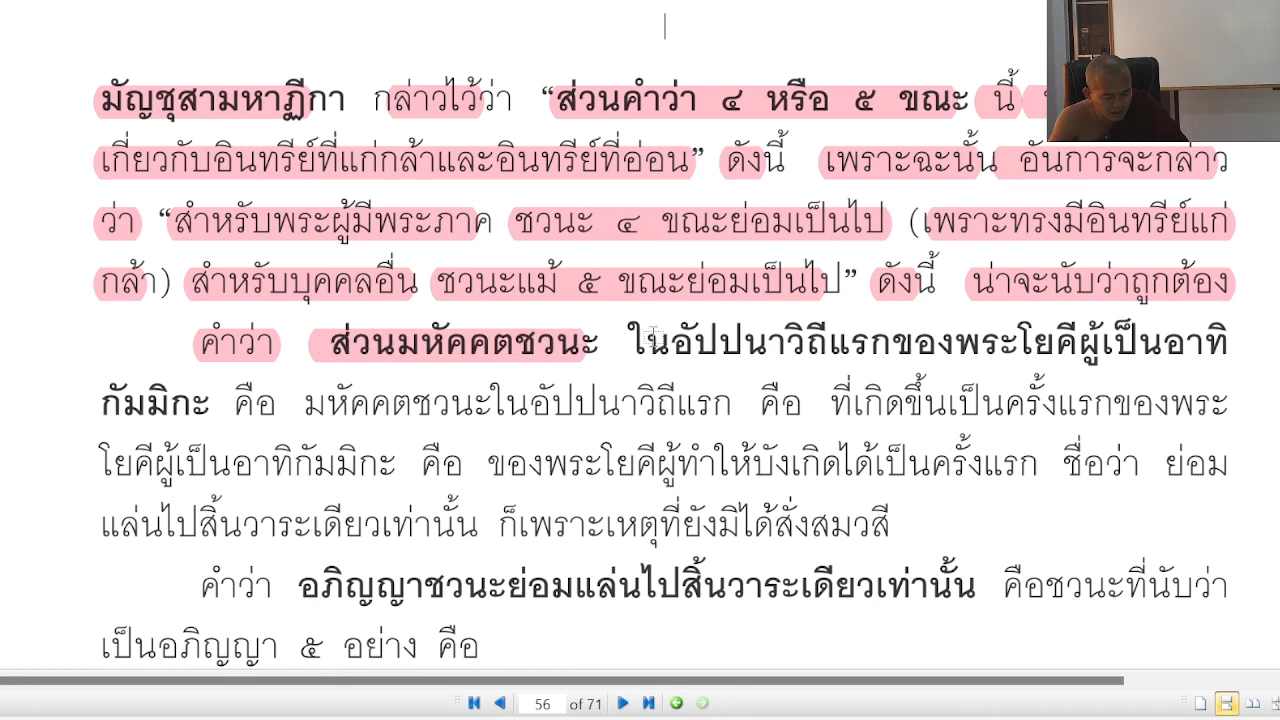 มัญชุสามหาฎีกา กล่าวไว้ว่า “ส่วนคำว่า ๔ หรือ ๕ ขณะ นี้
เกี่ยวกับอินทรีย์ที่แก่กล้าและอินทรีย์ที่อ่อน” ดังนี้ เพราะฉะนั้น อันการจะกล่าว
ว่า “สำหรับพระผู้มีพระภาค ชวนะ ๔ ขณะย่อมเป็นไป (เพราะทรงมีอินทรีย์แก่
กล้า) สำหรับบุคคลอื่น ชวนะแม้ ๕ ขณะย่อมเป็นไป” ดังนี้ น่าจะนับว่าถูกต้อง
คำว่า ส่วนมหัคคตชวนะ ในอัปปนาวิถีแรกของพระโยคีผู้เป็นอาทิ
กัมมิกะ คือ มหัคคตชวนะในอัปปนาวิถีแรก คือ ที่เกิดขึ้นเป็นครั้งแรกของพระ
โยคีผู้เป็นอาทิกัมมิกะ คือ ของพระโยคีผู้ทำให้บังเกิดได้เป็นครั้งแรก ชื่อว่า ย่อม
แล่นไปสิ้นวาระเดียวเท่านั้น ก็เพราะเหตุที่ยังมิได้สั่งสมวสี
คำว่า อภิญญาชวนะย่อมแล่นไปสิ้นวาระเดียวเท่านั้น คือชวนะที่นับว่า
เป็นอภิญญา ๕ อย่าง คือ
56 of 71